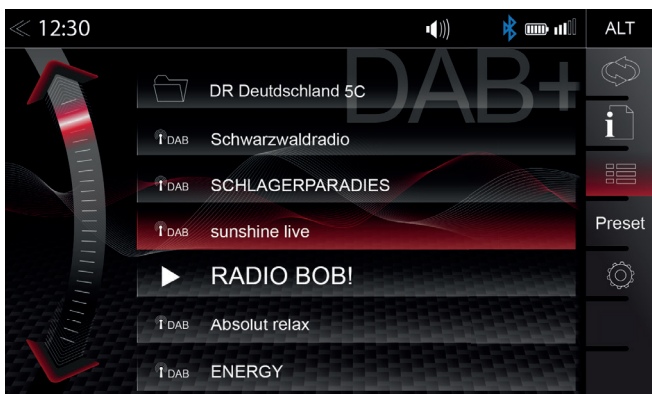 12:30
ALT
DAB+
DR Deutdschland 5C
DAB Schwarzwaldradio
DAB SCHLAGERPARADIES
DAB sunshine live
RADIO BOB!
DAB Absolut relax
DAB ENERGY
i
Preset